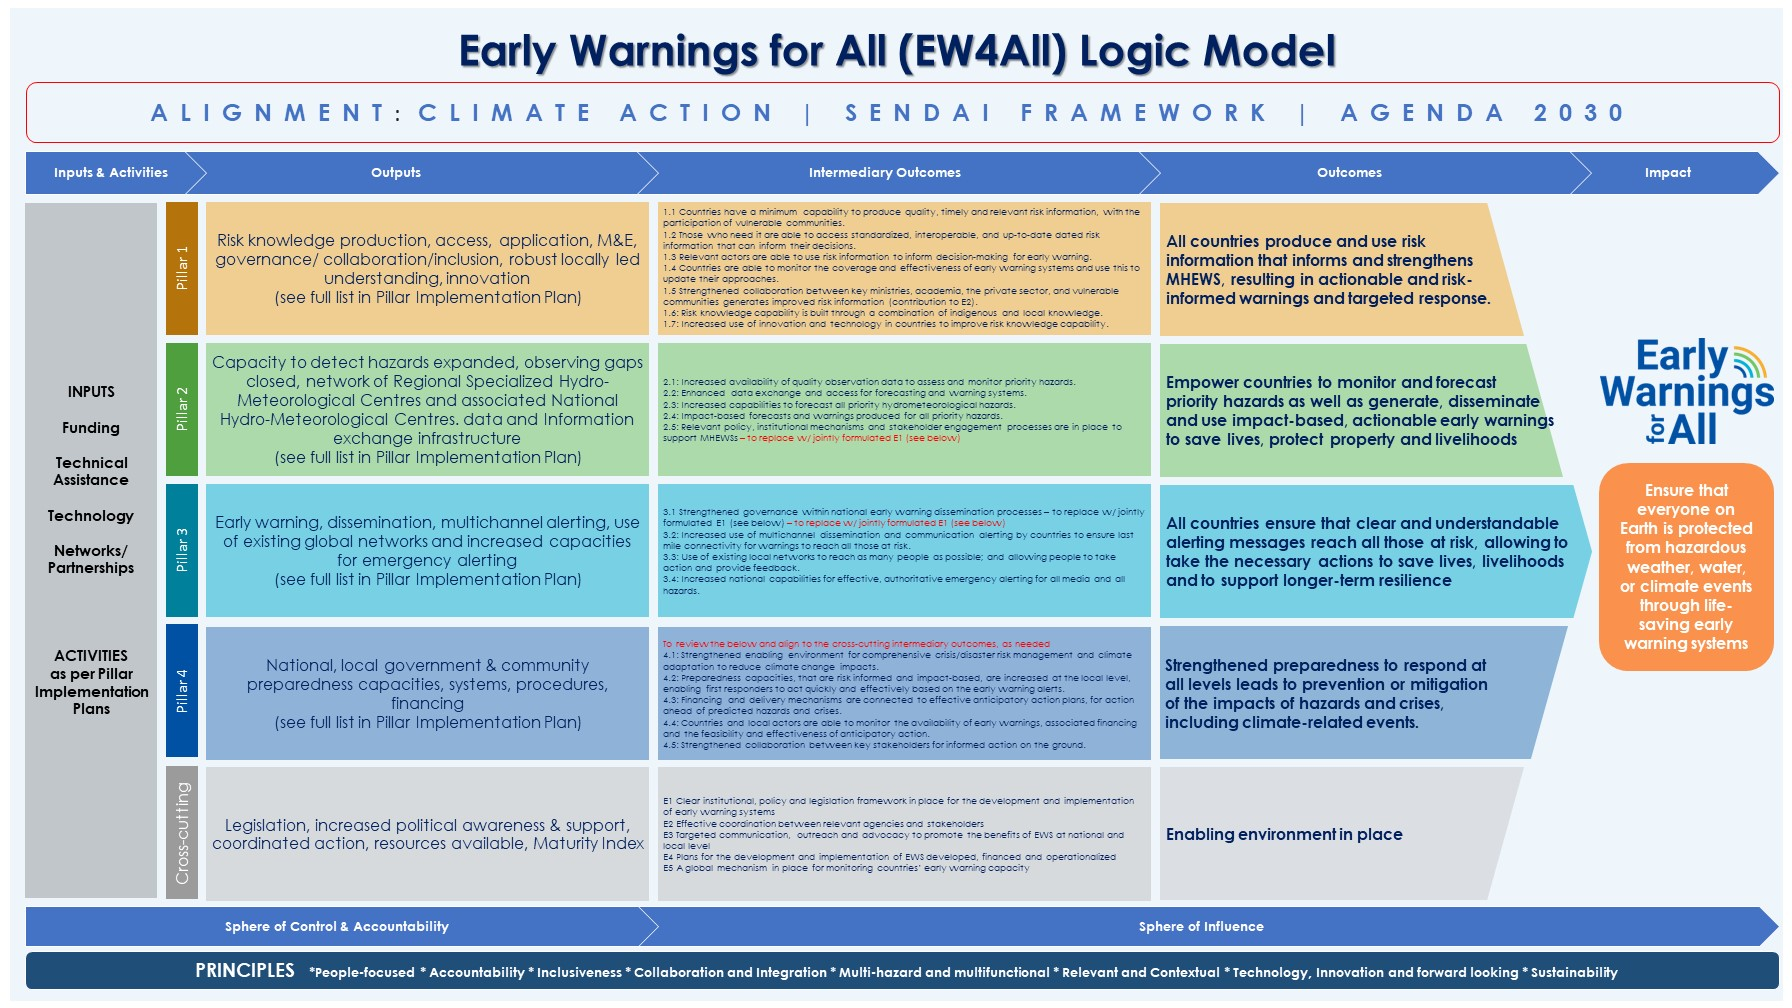 Early Warnings for All (EW4All) Logic Model
ALIGNMENT: CLIMATE ACTION | SENDAI FRAMEWORK | AGENDA 2030
Inputs & Activities
Outputs
Intermediary Outcomes
Outcomes
Impact
INPUTS
Funding
Technical
Assistance
Technology
Networks/
Partnerships
ACTIVITIES
as per Pillar
Implementation
Plans
Pillar 1
Risk knowledge production, access, application, M&E,
governance/ collaboration/inclusion, robust locally led
understanding, innovation
(see full list in Pillar Implementation Plan)
1.1 Countries have a minimum capability to produce quality, timely and relevant risk information, with the
participation of vulnerable communities.
1.2 Those who need it are able to access standardized, interoperable, and up-to-date dated risk
information that can inform their decisions.
1.3 Relevant actors are able to use risk information to inform decision-making for early warning.
1.4 Countries are able to monitor the coverage and effectiveness of early warning systems and use this to
update their approaches.
1.5 Strengthened collaboration between key ministries, academia, the private sector, and vulnerable
communities generates improved risk information (contribution to E2).
1.6: Risk knowledge capability is built through a combination of indigenous and local knowledge.
1.7: Increased use of innovation and technology in countries to improve risk knowledge capability.
All countries produce and use risk
information that informs and strengthens
MHEWS, resulting in actionable and risk-
informed warnings and targeted response.
Pillar 2
Capacity to detect hazards expanded, observing gaps
closed, network of Regional Specialized Hydro-
Meteorological Centres and associated National
Hydro-Meteorological Centres. data and Information
exchange infrastructure
(see full list in Pillar Implementation Plan)
2.1: Increased availability of quality observation data to assess and monitor priority hazards.
2.2: Enhanced data exchange and access for forecasting and warning systems.
2.3: Increased capabilities to forecast all priority hydrometeorological hazards.
2.4: Impact-based forecasts and warnings produced for all priority hazards.
2.5: Relevant policy, institutional mechanisms and stakeholder engagement processes are in place to
support MHEWSs – to replace w/ jointly formulated E1 (see below)
Empower countries to monitor and forecast
priority hazards as well as generate, disseminate
and use impact-based, actionable early warnings
to save lives, protect property and livelihoods
Pillar 3
Early warning, dissemination, multichannel alerting, use
of existing global networks and increased capacities
for emergency alerting
(see full list in Pillar Implementation Plan)
3.1 Strengthened governance within national early warning dissemination processes – to replace w/ jointly
formulated E1 (see below) – to replace w/ jointly formulated E1 (see below)
3.2: Increased use of multichannel dissemination and communication alerting by countries to ensure last
mile connectivity for warnings to reach all those at risk.
3.3: Use of existing local networks to reach as many people as possible; and allowing people to take
action and provide feedback.
3.4: Increased national capabilities for effective, authoritative emergency alerting for all media and all
hazards.
All countries ensure that clear and understandable
alerting messages reach all those at risk, allowing to
take the necessary actions to save lives, livelihoods
and to support longer-term resilience
Pillar 4
National, local government & community
preparedness capacities, systems, procedures,
financing
(see full list in Pillar Implementation Plan)
To review the below and align to the cross-cutting intermediary outcomes, as needed
4.1: Strengthened enabling environment for comprehensive crisis/disaster risk management and climate
adaptation to reduce climate change impacts.
4.2: Preparedness capacities, that are risk informed and impact-based, are increased at the local level,
enabling first responders to act quickly and effectively based on the early warning alerts.
4.3: Financing and delivery mechanisms are connected to effective anticipatory action plans, for action
ahead of predicted hazards and crises.
4.4: Countries and local actors are able to monitor the availability of early warnings, associated financing
and the feasibility and effectiveness of anticipatory action.
4.5: Strengthened collaboration between key stakeholders for informed action on the ground.
Strengthened preparedness to respond at
all levels leads to prevention or mitigation
of the impacts of hazards and crises,
including climate-related events.
Cross-cutting
Legislation, increased political awareness & support,
coordinated action, resources available, Maturity Index
E1 Clear institutional, policy and legislation framework in place for the development and implementation
of early warning systems
E2 Effective coordination between relevant agencies and stakeholders
E3 Targeted communication, outreach and advocacy to promote the benefits of EWS at national and
local level
E4 Plans for the development and implementation of EWS developed, financed and operationalized
E5 A global mechanism in place for monitoring countries' early warning capacity
Enabling environment in place
Early
Warnings
for All
Ensure that
everyone on
Earth is protected
from hazardous
weather, water,
or climate events
through life-
saving early
warning systems
Sphere of Control & Accountability
Sphere of Influence
PRINCIPLES *People-focused * Accountability * Inclusiveness * Collaboration and Integration * Multi-hazard and multifunctional * Relevant and Contextual * Technology, Innovation and forward looking * Sustainability